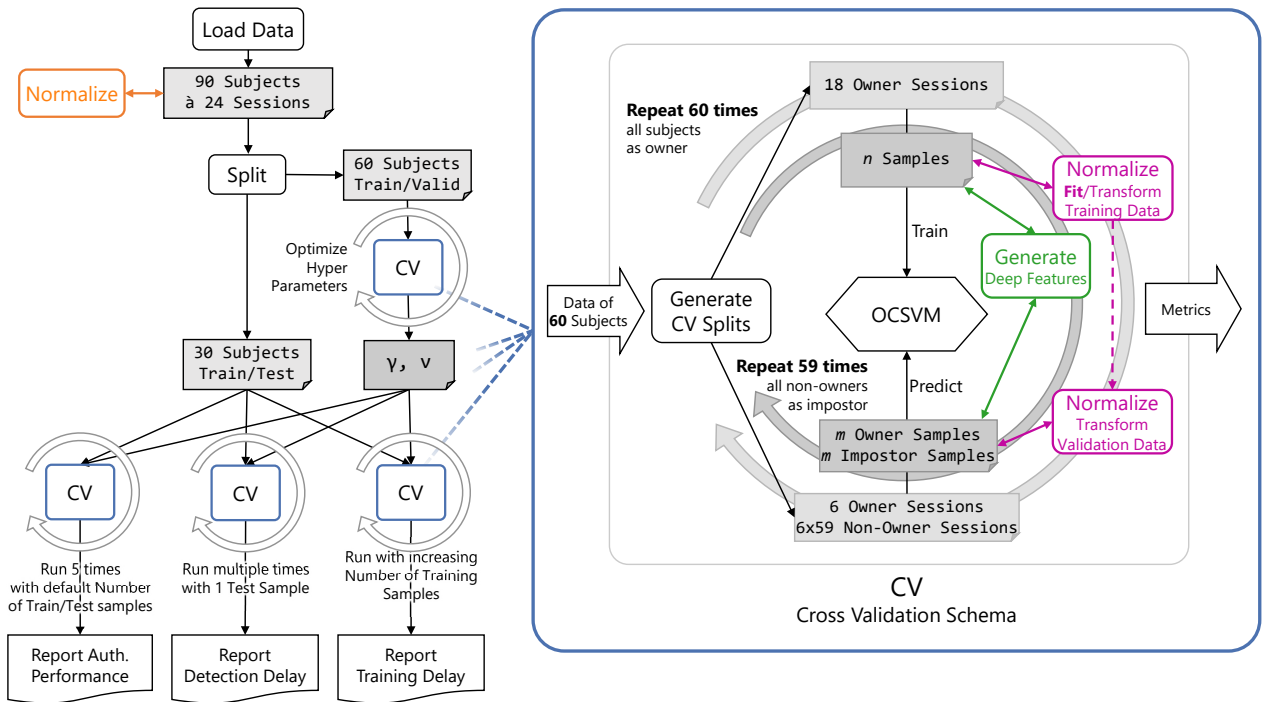 Load Data
Normalize
90 Subjects
à 24 Sessions
Split
60 Subjects
Train/Valid
Optimize
Hyper
Parameters
CV
30 Subjects
Train/Test
γ, ν
CV
CV
CV
Run 5 times
with default Number
of Train/Test samples
Run multiple times
with 1 Test Sample
Run with increasing
Number of Training
Samples
Report Auth.
Performance
Report
Detection Delay
Report
Training Delay
Data of
60 Subjects
Generate
CV Splits
Repeat 60 times
all subjects
as owner
18 Owner Sessions
n Samples
Normalize
Fit/Transform
Training Data
Train
Generate
Deep Features
OCSVM
Repeat 59 times
all non-owners
as impostor
Predict
Normalize
Transform
Validation Data
m Owner Samples
m Impostor Samples
6 Owner Sessions
6x59 Non-Owner Sessions
Metrics
CV
Cross Validation Schema